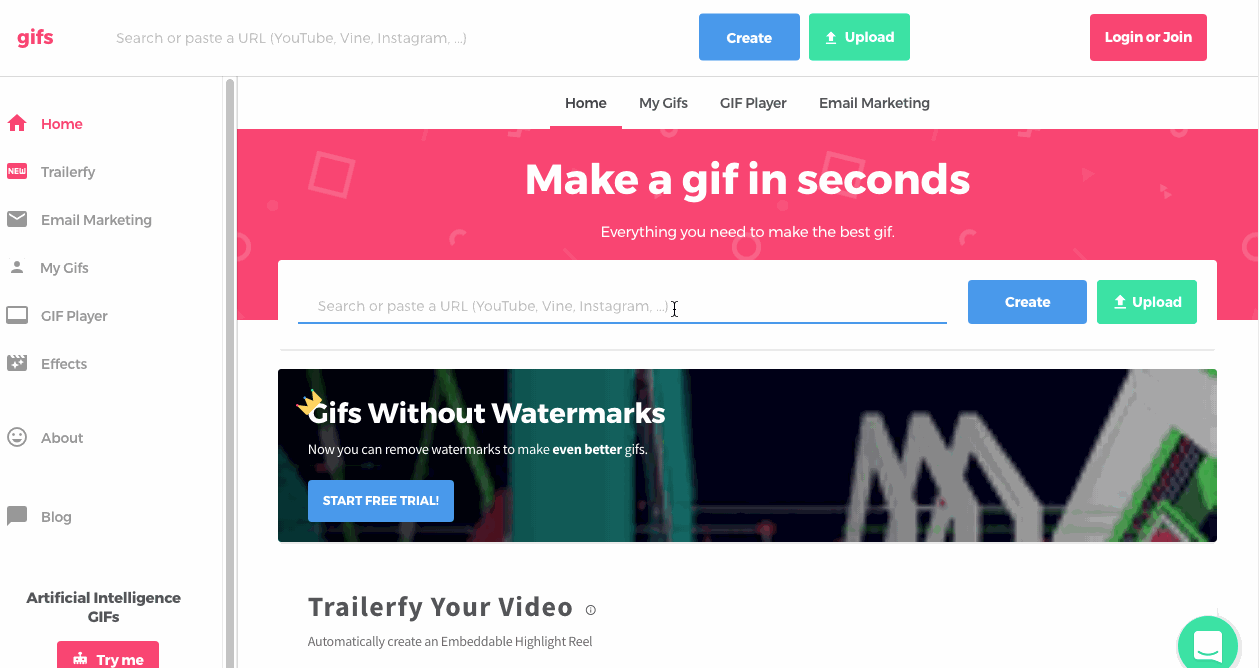 gifs
Search or paste a URL (YouTube, Vine, Instagram, ...)
Create
Upload
Login or Join
Home
NEW
Trailerfy
Email Marketing
My Gifs
GIF Player
Effects
About
Blog
Artificial Intelligence
GIFs
Try me
Home
My Gifs
GIF Player
Email Marketing
Make a gif in seconds
Everything you need to make the best gif.
Search or paste a URL (YouTube, Vine, Instagram, ...)
Create
Upload
Gifs Without Watermarks
Now you can remove watermarks to make even better gifs.
START FREE TRIAL!
Trailerfy Your Video
Automatically create an Embeddable Highlight Reel